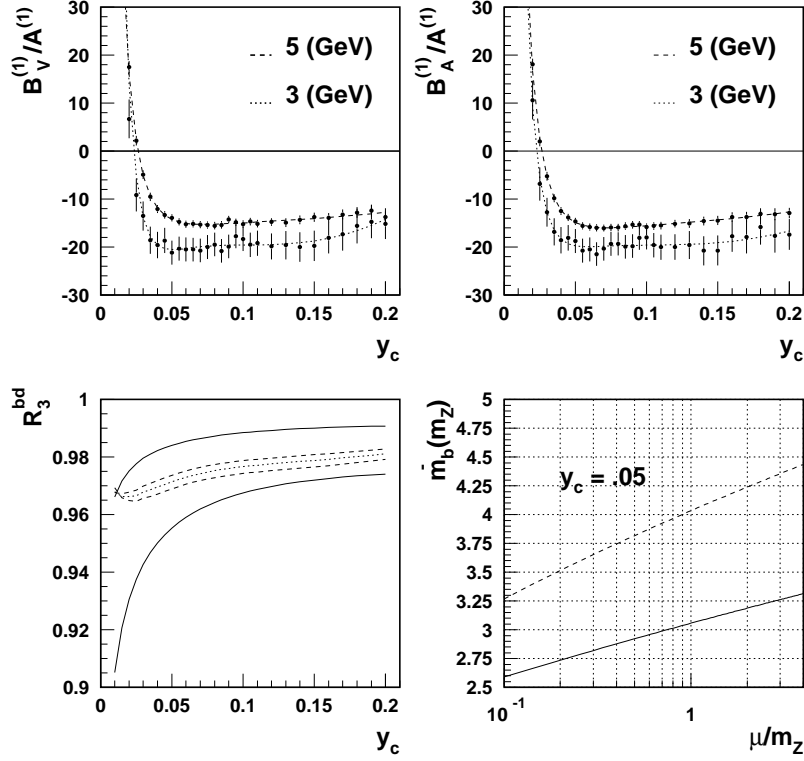 B_V^(1)/A^(1)
30
20
10
0
-10
-20
-30
5 (GeV)
3 (GeV)
0 0.05 0.1 0.15 0.2
y_c
B_A^(1)/A^(1)
30
20
10
0
-10
-20
-30
5 (GeV)
3 (GeV)
0 0.05 0.1 0.15 0.2
y_c
R_3^bd
1
0.98
0.96
0.94
0.92
0.9
0 0.05 0.1 0.15 0.2
y_c
m̄_b(m_Z)
5
4.75
4.5
4.25
4
3.75
3.5
3.25
3
2.75
2.5
y_c = .05
10^-1 1
μ/m_Z